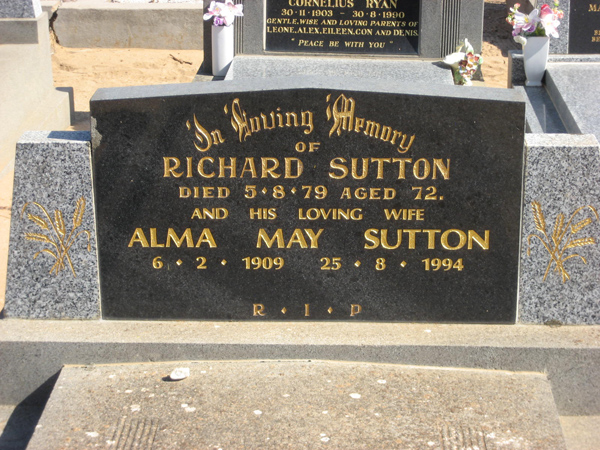 CORNELIUS RYAN
30-11-1903 - 30-8-1990
GENTLE, WISE AND LOVING PARENTS OF
LEONE, ALEX, EILEEN, CON AND DENIS.
"PEACE BE WITH YOU"
In Loving Memory
OF
RICHARD SUTTON
DIED 5·8·79 AGED 72.
AND HIS LOVING WIFE
ALMA MAY SUTTON
6 · 2 · 1909 25 · 8 · 1994
R · I · P